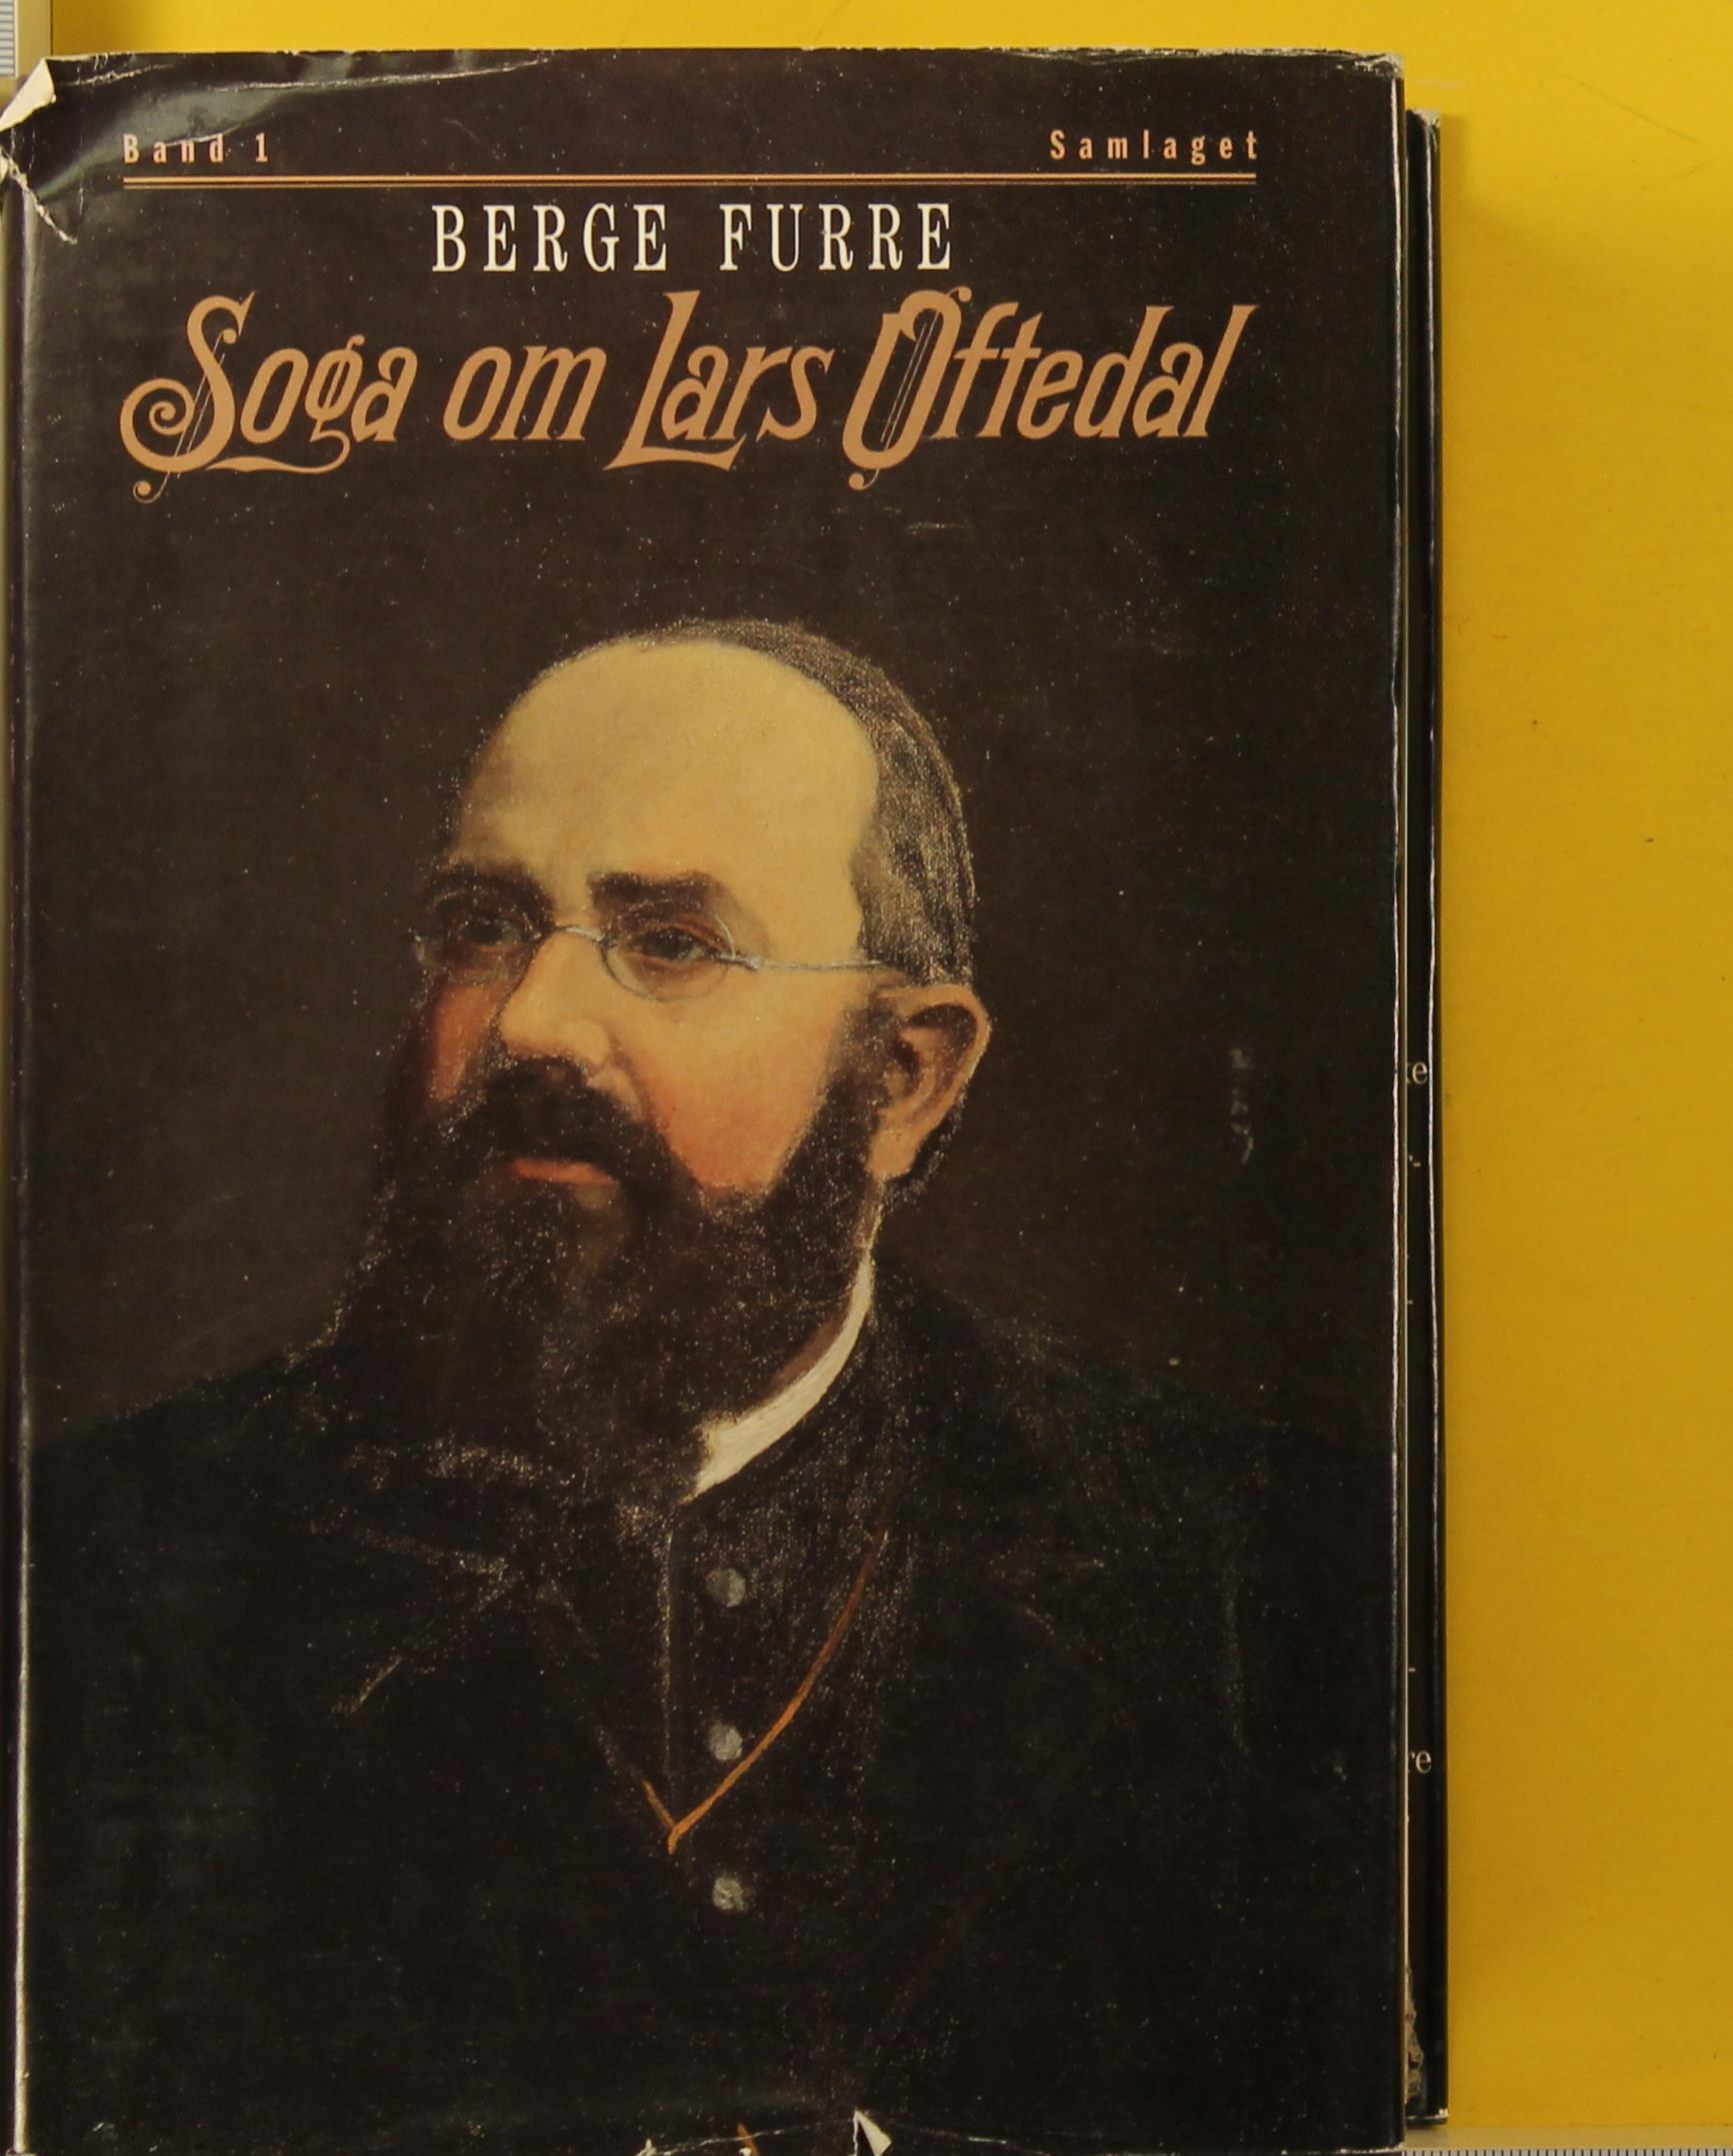 Band 1 Samlaget
BERGE FURRE
Soga om Lars Oftedal